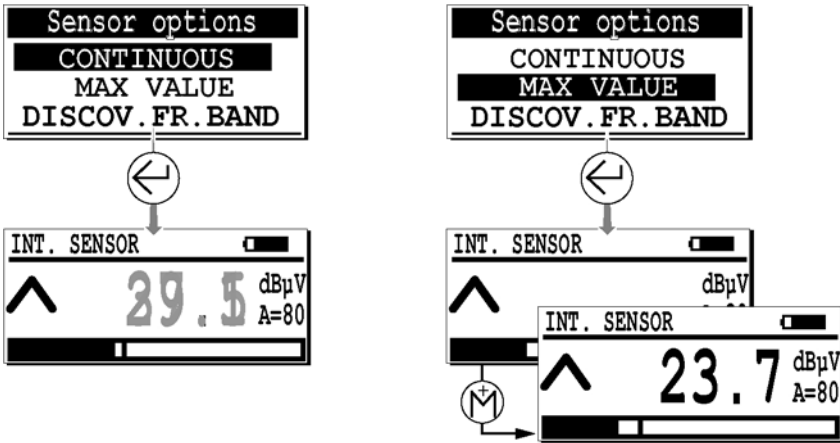 Sensor options
CONTINUOUS
MAX VALUE
DISCOV.FR.BAND
INT. SENSOR
dBµV
A=80
Sensor options
CONTINUOUS
MAX VALUE
DISCOV.FR.BAND
INT. SENSOR
dBµV
INT. SENSOR
23.7 dBµV
A=80
+
M